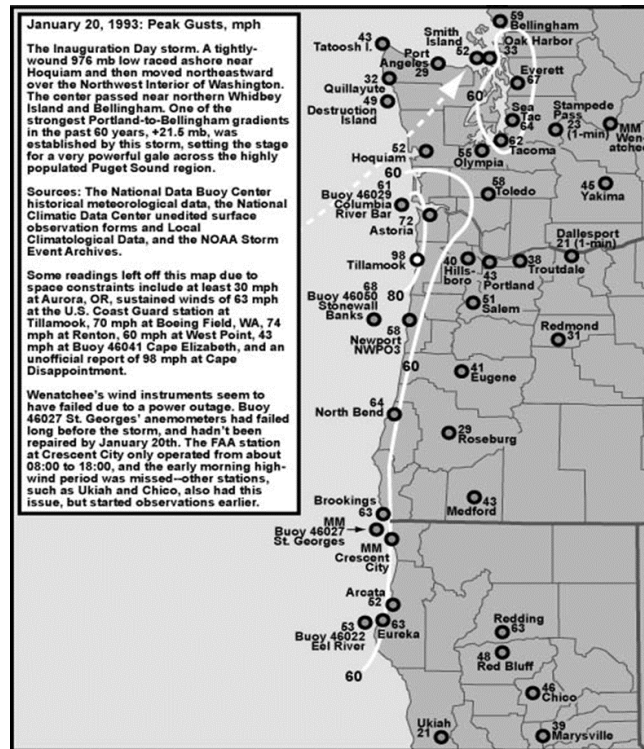 January 20, 1993: Peak Gusts, mph
The Inauguration Day storm. A tightly-
wound 976 mb low raced ashore near
Hoquiam and then moved northeastward
over the Northwest Interior of Washington.
The center passed near northern Whidbey
Island and Bellingham. One of the
strongest Portland-to-Bellingham gradients
in the past 60 years, +21.5 mb, was
established by this storm, setting the stage
for a very powerful gale across the highly
populated Puget Sound region.
Sources: The National Data Buoy Center
historical meteorological data, the National
Climatic Data Center unedited surface
observation forms and Local
Climatological Data, and the NOAA Storm
Event Archives.
Some readings left off this map due to
space constraints include at least 30 mph
at Aurora, OR, sustained winds of 63 mph
at the U.S. Coast Guard station at
Tillamook, 70 mph at Boeing Field, WA, 74
mph at Renton, 60 mph at West Point, 43
mph at Buoy 46041 Cape Elizabeth, and an
unofficial report of 98 mph at Cape
Disappointment.
Wenatchee's wind instruments seem to
have failed due to a power outage. Buoy
46027 St. Georges' anemometers had failed
long before the storm, and hadn't been
repaired by January 20th. The FAA station
at Crescent City only operated from about
08:00 to 18:00, and the early morning high-
wind period was missed--other stations,
such as Ukiah and Chico, also had this
issue, but started observations earlier.
59
Bellingham
Smith
Island
52
Oak Harbor
33
43
Tatoosh I.
Port
Angeles
29
32
Quillayute
49
Destruction
Island
60
Everett
67
Sea
Tac
64
Stampede
Pass
23
(1-min)
MM
Wen-
atchee
62
Tacoma
55
Olympia
52
Hoquiam
60
61
Buoy 46029
Columbia
River Bar
72
Astoria
58
Toledo
45
Yakima
98
Tillamook
40
Hills-
boro
43
Portland
38
Troutdale
Dallesport
21 (1-min)
68
Buoy 46050
Stonewall
Banks
80
58
Newport
NWPO3
51
Salem
Redmond
31
60
41
Eugene
64
North Bend
29
Roseburg
43
Medford
Brookings
63
MM
Buoy 46027
St. Georges
MM
Crescent
City
Arcata
52
53
Buoy 46022
Eel River
63
Eureka
60
Redding
63
48
Red Bluff
46
Chico
Ukiah
21
39
Marysville